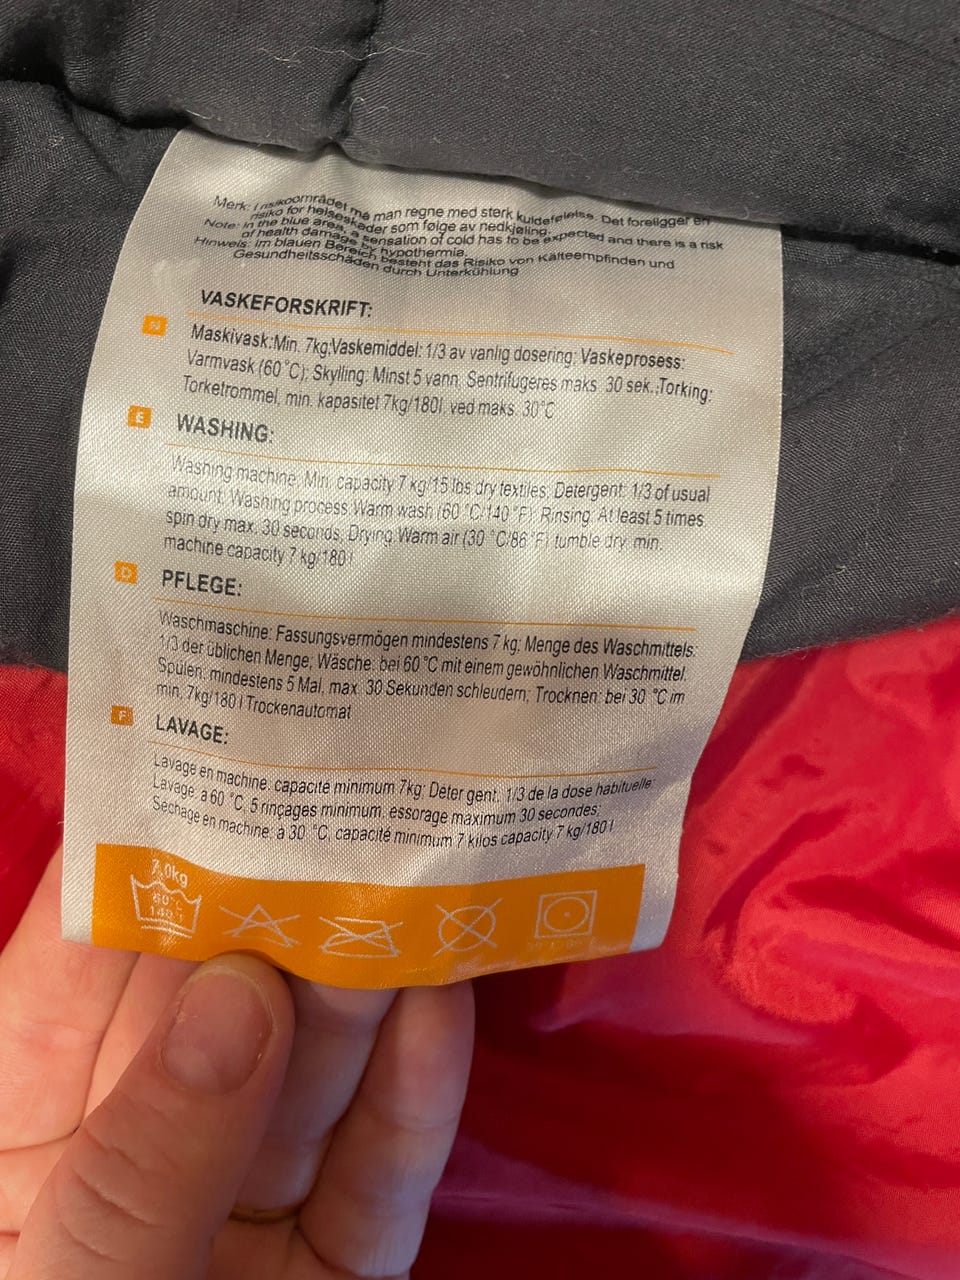 Merk: I risikoområdet må man regne med sterk kuldefølelse. Det foreligger en
risiko for helseskader som følge av nedkjøling.
Note: in the blue area, a sensation of cold has to be expected and there is a risk
of health damage by hypothermia.
Hinweis: im blauen Bereich besteht das Risiko von Kälteempfinden und
Gesundheitsschäden durch Unterkühlung
VASKEFORSKRIFT:
N
Maskivask:Min. 7kg;Vaskemiddel: 1/3 av vanlig dosering; Vaskeprosess:
Varmvask (60 °C); Skylling: Minst 5 vann, Sentrifugeres maks. 30 sek.;Torking:
Torketrommel, min. kapasitet 7kg/180l, ved maks. 30°C
E
WASHING:
Washing machine: Min. capacity 7 kg/15 lbs dry textiles; Detergent: 1/3 of usual
amount; Washing process:Warm wash (60 °C/140 °F) Rinsing: At least 5 times,
spin dry max. 30 seconds; Drying:Warm air (30 °C/86 °F) tumble dry, min.
machine capacity 7 kg/180 l
D
PFLEGE:
Waschmaschine: Fassungsvermögen mindestens 7 kg; Menge des Waschmittels:
1/3 der üblichen Menge; Wäsche: bei 60 °C mit einem gewöhnlichen Waschmittel.
Spülen: mindestens 5 Mal, max. 30 Sekunden schleudern; Trocknen: bei 30 °C im
min. 7kg/180 l Trockenautomat
F
LAVAGE:
Lavage en machine: capacité minimum 7kg; Déter gent: 1/3 de la dose habituelle;
Lavage: à 60 °C, 5 rinçages minimum, essorage maximum 30 secondes;
Séchage en machine: à 30 °C, capacité minimum 7 kilos capacity 7 kg/180 l
7,0kg
60°C